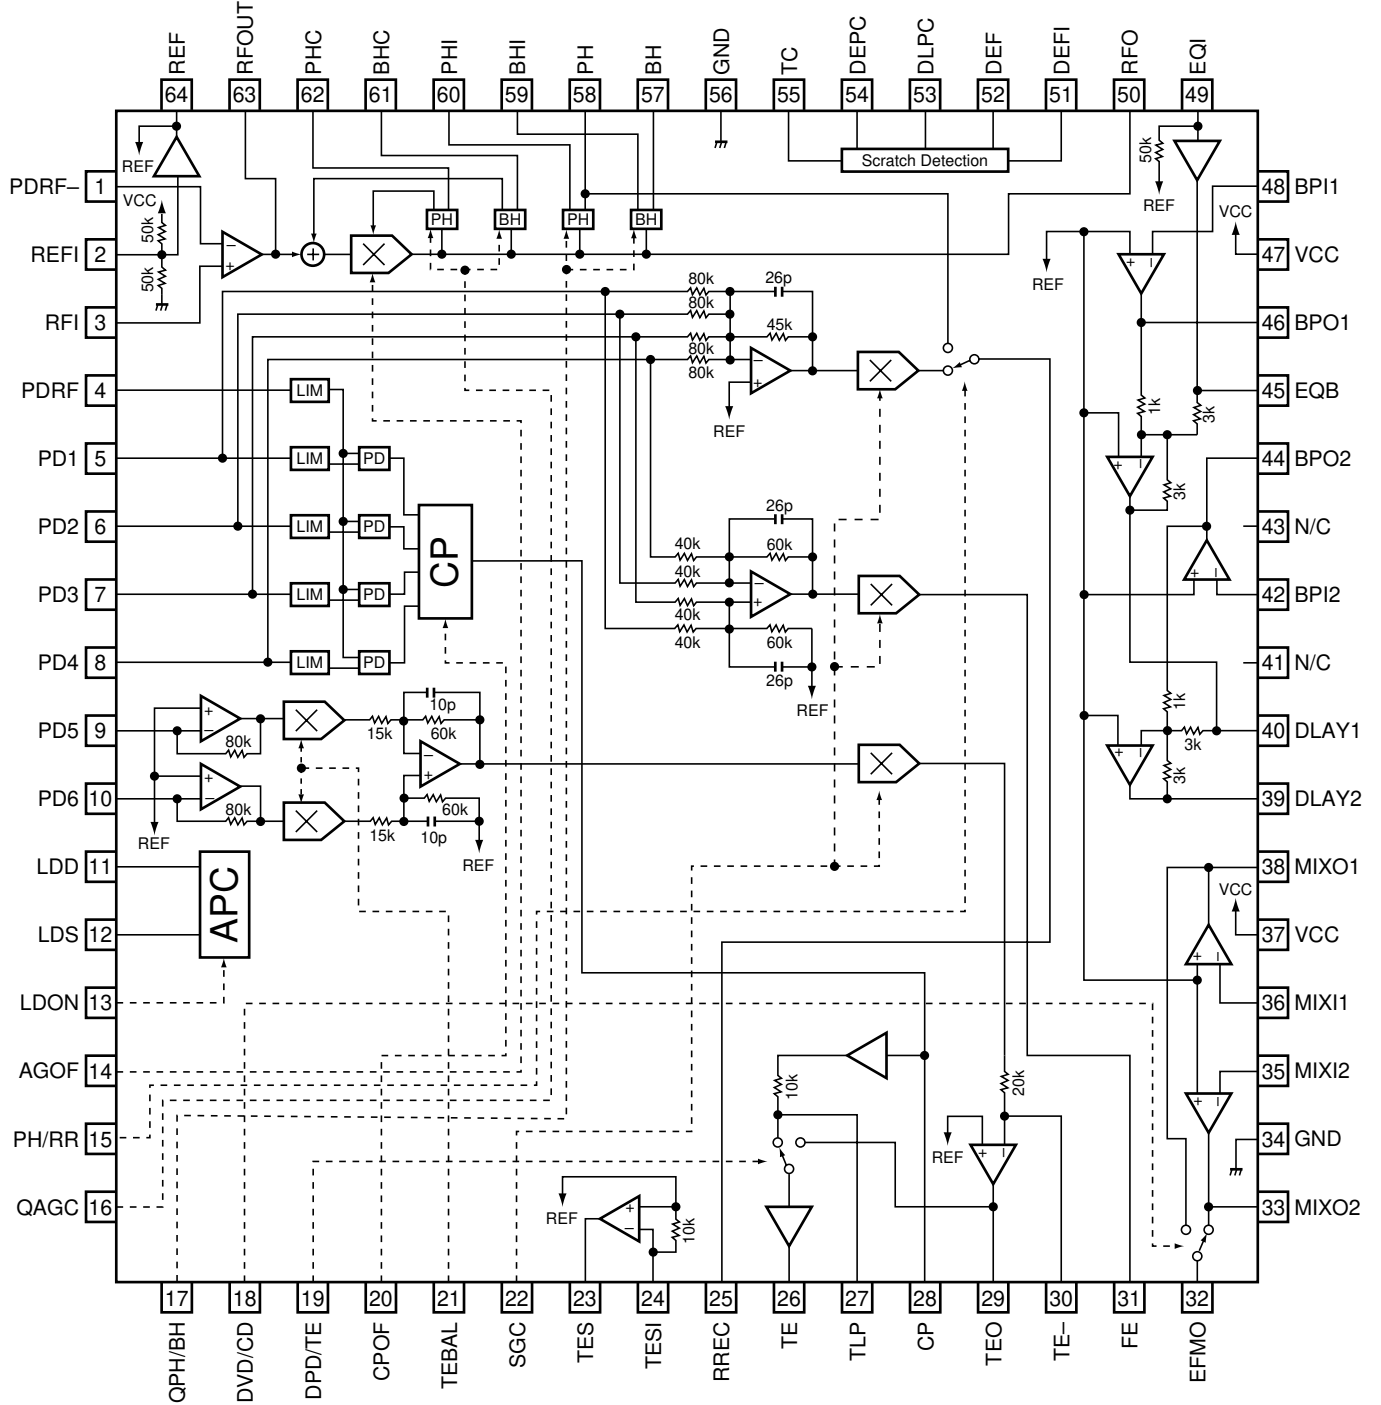 REF
RFOUT
PHC
BHC
PHI
BHI
PH
BH
GND
TC
DEPC
DLPC
DEF
DEFI
RFO
EQI
64
63
62
61
60
59
58
57
56
55
54
53
52
51
50
49
PDRF– 1
REFI 2
RFI 3
PDRF 4
PD1 5
PD2 6
PD3 7
PD4 8
PD5 9
PD6 10
LDD 11
LDS 12
LDON 13
AGOF 14
PH/RR 15
QAGC 16
REF
VCC
50k
50k
–
+
+
PH
BH
PH
BH
Scratch Detection
50k
REF
VCC
REF
+
–
80k
80k
80k
80k
26p
45k
–
+
REF
LIM
LIM
LIM
LIM
LIM
PD
PD
PD
PD
CP
1k
3k
+
–
3k
+
–
40k
40k
40k
40k
26p
60k
–
+
60k
26p
REF
+
–
80k
+
–
80k
REF
15k
15k
10p
60k
–
+
60k
10p
REF
1k
3k
+
–
3k
APC
VCC
+
–
+
–
10k
20k
REF
+
–
REF
+
–
10k
48 BPI1
47 VCC
46 BPO1
45 EQB
44 BPO2
43 N/C
42 BPI2
41 N/C
40 DLAY1
39 DLAY2
38 MIXO1
37 VCC
36 MIXI1
35 MIXI2
34 GND
33 MIXO2
17
18
19
20
21
22
23
24
25
26
27
28
29
30
31
32
QPH/BH
DVD/CD
DPD/TE
CPOF
TEBAL
SGC
TES
TESI
RREC
TE
TLP
CP
TEO
TE–
FE
EFMO